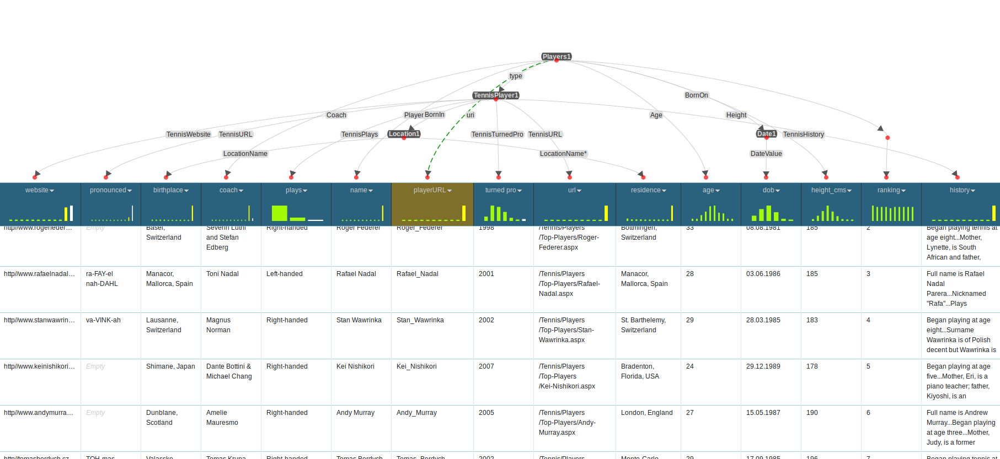 Players1
type
TennisPlayer1
BornOn
Coach
Player
BornIn
uri
Age
Height
TennisWebsite
TennisURL
TennisPlays
Location1
TennisTurnedPro
TennisURL
Date1
TennisHistory
LocationName
LocationName*
DateValue
website pronounced birthplace coach plays name playerURL turned pro url residence age dob height_cms ranking history
http//www.rogerfeder... Empty Basel, Severin Luthi Right-handed Roger Federer Roger_Federer 1998 /Tennis/Players Bottmingen, 33 08.08.1981 185 2 Began playing tennis at
Switzerland and Stefan /Top-Players/Roger- Switzerland age eight...Mother,
Edberg Federer.aspx Lynette, is South
African and father,
http//www.rafaelnadal... ra-FAY-el Manacor, Toni Nadal Left-handed Rafael Nadal Rafael_Nadal 2001 /Tennis/Players Manacor, 28 03.06.1986 185 3 Full name is Rafael
nah-DAHL Mallorca, Spain /Top-Players/Rafael- Mallorca, Spain Nadal
Nadal.aspx Parera...Nicknamed
"Rafa"...Plays
http//www.stanwawrin... va-VINK-ah Lausanne, Magnus Right-handed Stan Wawrinka Stan_Wawrinka 2002 /Tennis/Players St. Barthelemy, 29 28.03.1985 183 4 Began playing at age
Switzerland Norman /Top-Players/Stan- Switzerland eight...Surname
Wawrinka.aspx Wawrinka is of Polish
decent but Wawrinka is
http//www.keinishikori... Empty Shimane, Japan Dante Bottini & Right-handed Kei Nishikori Kei_Nishikori 2007 /Tennis/Players Bradenton, 24 29.12.1989 178 5 Began playing at age
Michael Chang /Top-Players Florida, USA five...Mother, Eri, is a
/Kei-Nishikori.aspx piano teacher; father,
Kiyoshi, is an
http//www.andymurra... Empty Dunblane, Amelie Right-handed Andy Murray Andy_Murray 2005 /Tennis/Players London, England 27 15.05.1987 190 6 Full name is Andrew
Scotland Mauresmo /Top-Players/Andy- Murray...Began playing
Murray.aspx at age three...Mother,
Judy, is a former
http//tomasberdych.cz TOH-mas Valasske Tomas Krupa Right-handed Tomas Berdych Tomas_Berdych 2002 /Tennis/Players Monte-Carlo 29 17.09.1985 196 7 Began playing tennis at